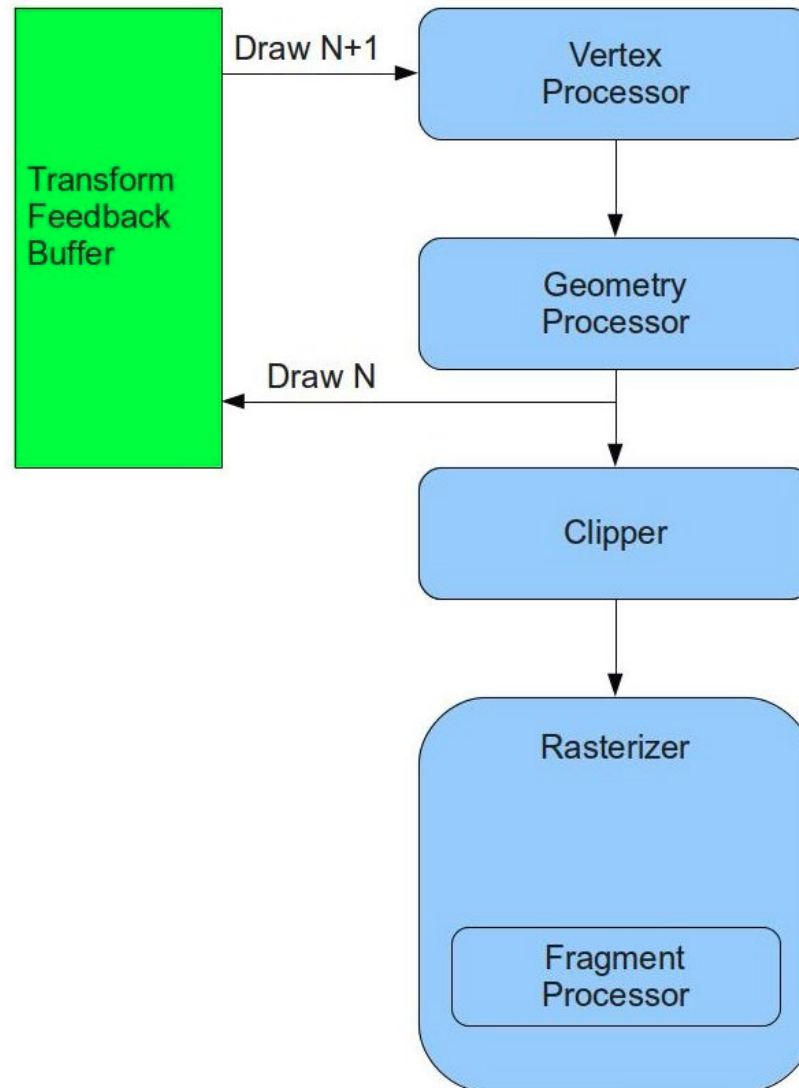 Draw N+1
Vertex
Processor
Transform
Feedback
Buffer
Geometry
Processor
Draw N
Clipper
Rasterizer
Fragment
Processor